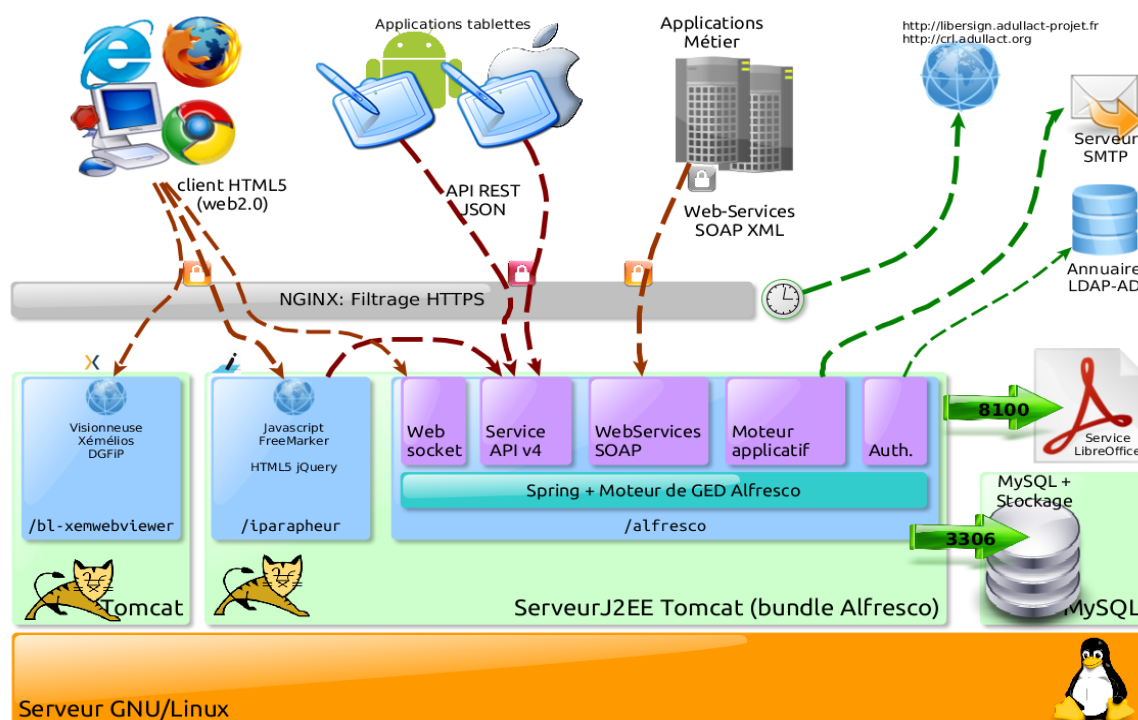 Applications tablettes
Applications
Métier
http://libersign.adullact-projet.fr
http://crl.adullact.org
Serveur
SMTP
client HTML5
(web2.0)
API REST
JSON
Web-Services
SOAP XML
Annuaire
LDAP-AD
NGINX: Filtrage HTTPS
Visionneuse
Xémélios
DGFiP
/bl-xemwebviewer
Javascript
FreeMarker
HTML5 jQuery
/iparapheur
Web
socket
Service
API v4
WebServices
SOAP
Moteur
applicatif
Auth.
Spring + Moteur de GED Alfresco
/alfresco
8100
Service
LibreOffice
MySQL +
Stockage
3306
Tomcat
ServeurJ2EE Tomcat (bundle Alfresco)
MySQL
Serveur GNU/Linux